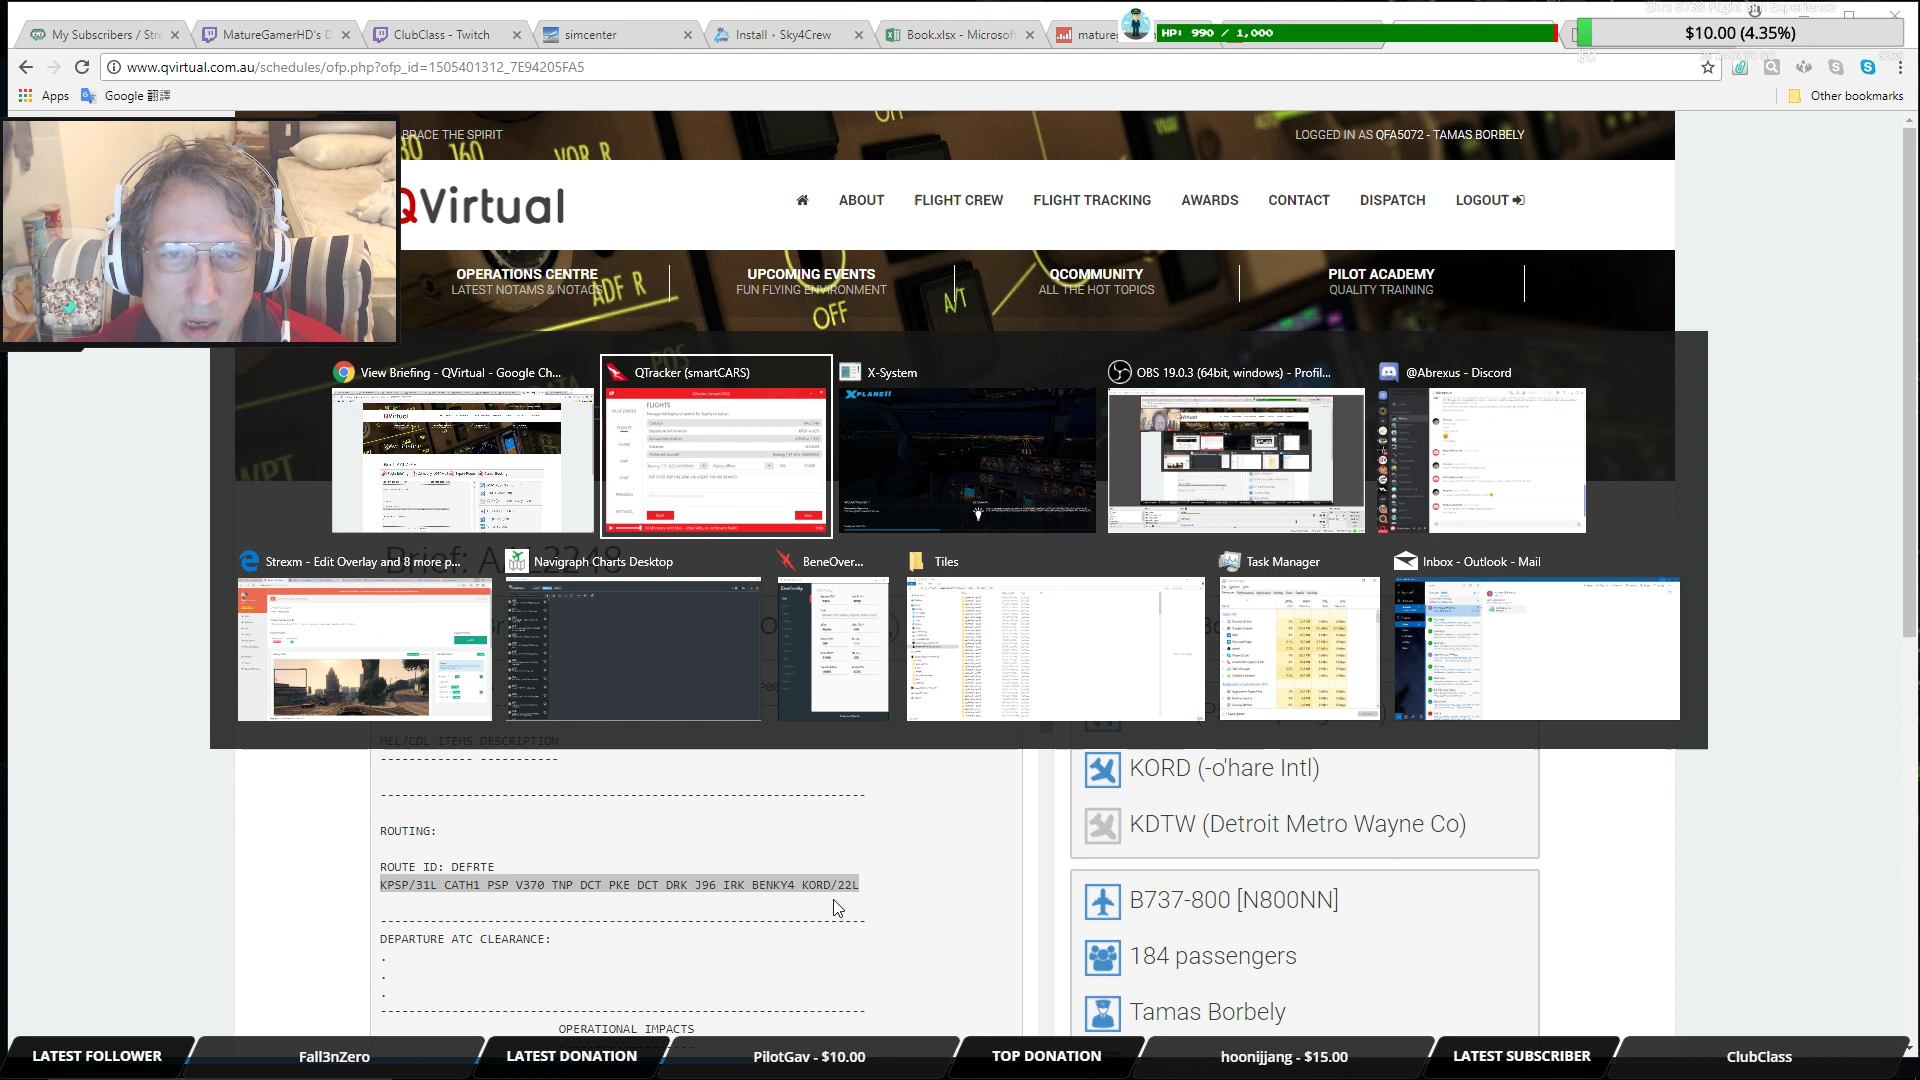 My Subscribers / Stre
MatureGamerHD's D
ClubClass - Twitch
simcenter
Install · Sky4Crew
Book.xlsx - Microsoft
HP: 990 / 1,000
$10.00 (4.35%)
www.qvirtual.com.au/schedules/ofp.php?ofp_id=1505401312_7E94205FA5
Apps
Google 翻譯
Other bookmarks
BRACE THE SPIRIT
LOGGED IN AS QFA5072 - TAMAS BORBELY
QVirtual
ABOUT
FLIGHT CREW
FLIGHT TRACKING
AWARDS
CONTACT
DISPATCH
LOGOUT
OPERATIONS CENTRE
LATEST NOTAMS & NOTACS
UPCOMING EVENTS
FUN FLYING ENVIRONMENT
QCOMMUNITY
ALL THE HOT TOPICS
PILOT ACADEMY
QUALITY TRAINING
ADF R
OFF
A/T
View Briefing - QVirtual - Google Ch...
QTracker (smartCARS)
X-System
OBS 19.0.3 (64bit, windows) - Profil...
@Abrexus - Discord
FLIGHTS
Brief: AAL2248
Strexm - Edit Overlay and 8 more p...
Navigraph Charts Desktop
BeneOver...
Tiles
Task Manager
Inbox - Outlook - Mail
MEL/CDL ITEMS DESCRIPTION
KORD (-o'hare Intl)
KDTW (Detroit Metro Wayne Co)
ROUTING:
ROUTE ID: DEFRTE
KPSP/31L CATH1 PSP V370 TNP DCT PKE DCT DRK J96 IRK BENKY4 KORD/22L
DEPARTURE ATC CLEARANCE:
.
.
.
OPERATIONAL IMPACTS
B737-800 [N800NN]
184 passengers
Tamas Borbely
LATEST FOLLOWER
Fall3nZero
LATEST DONATION
PilotGav - $10.00
TOP DONATION
hoonijjang - $15.00
LATEST SUBSCRIBER
ClubClass